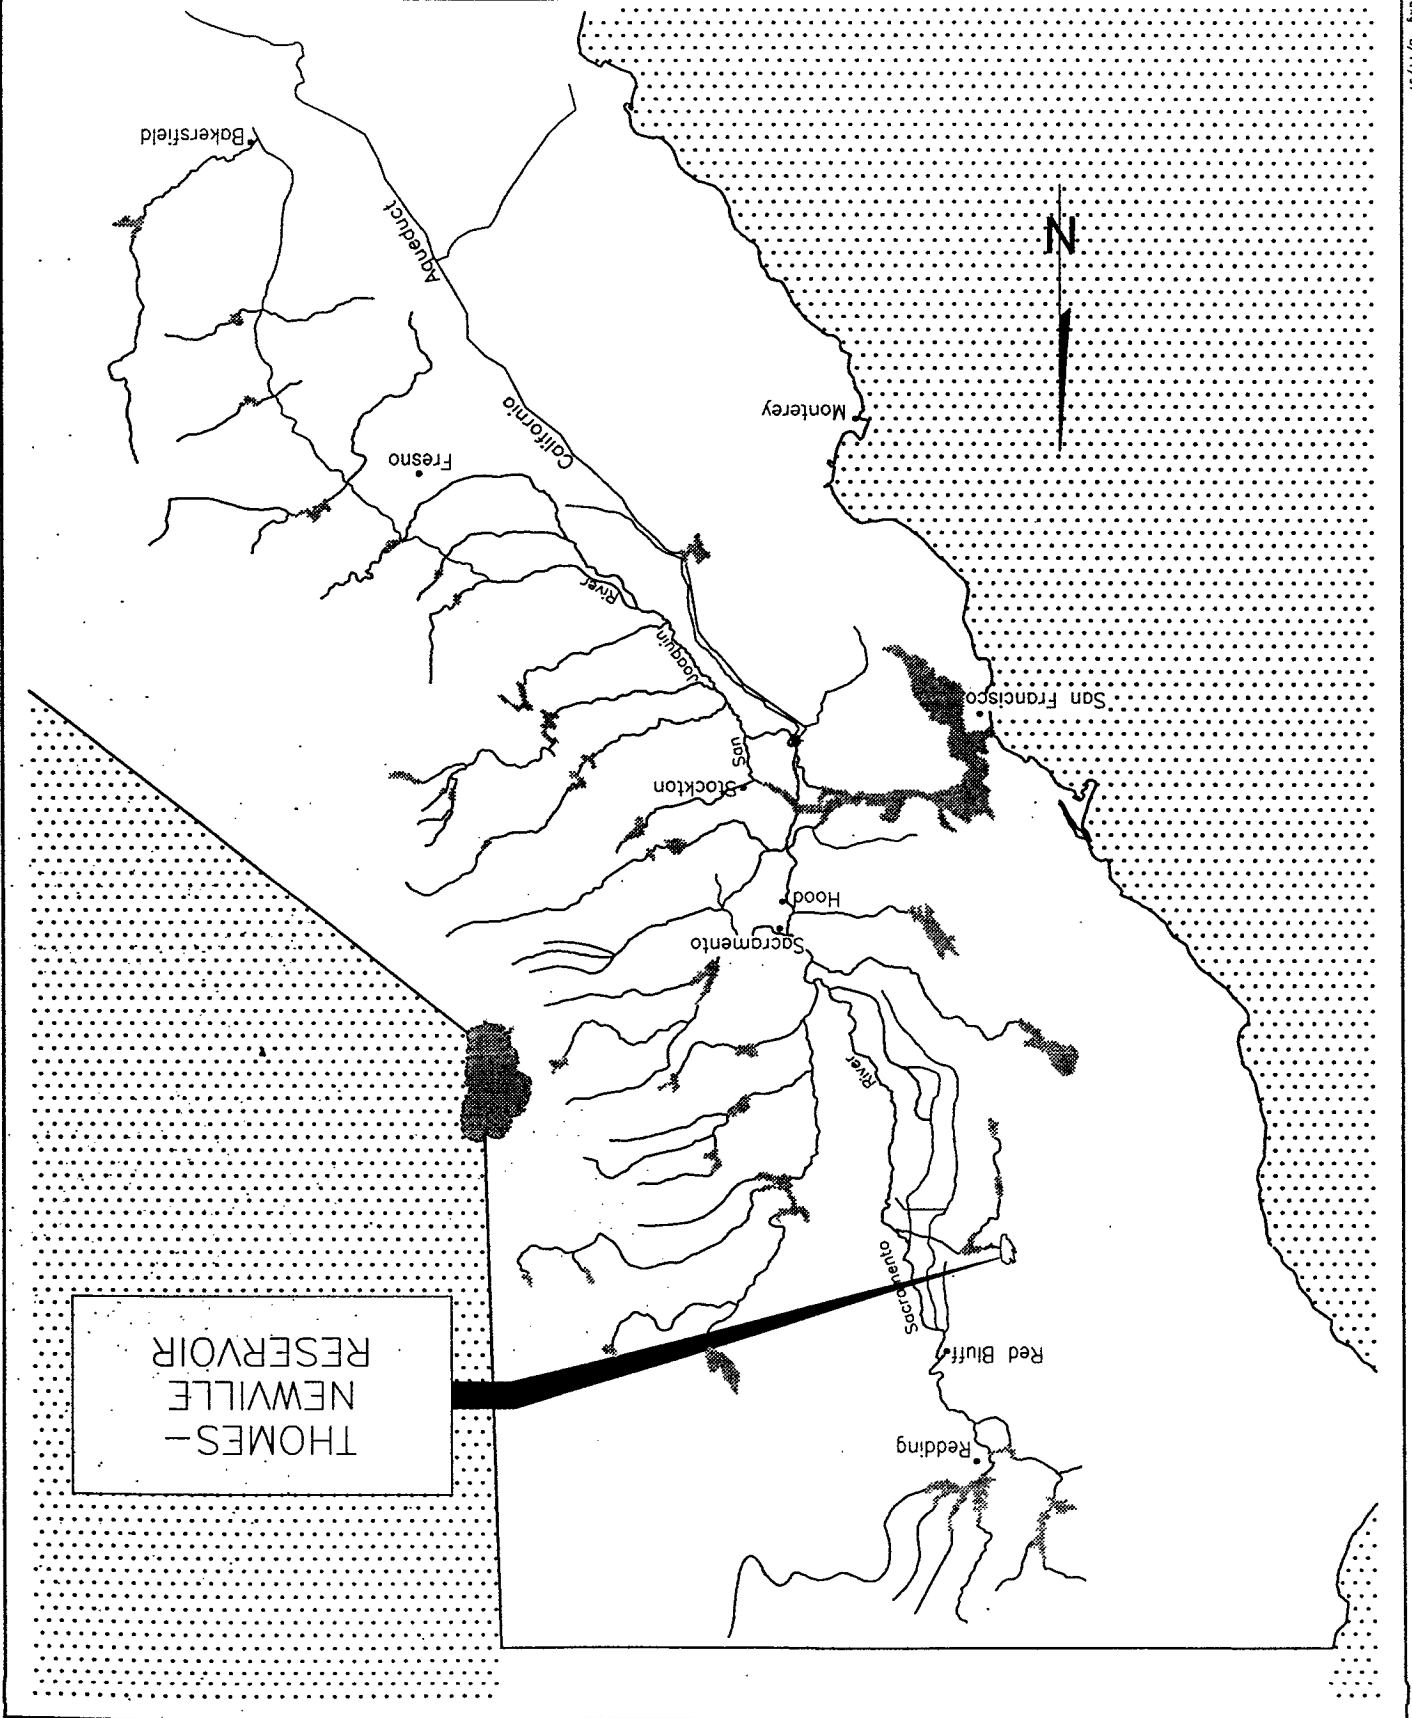 Redding
Red Bluff
THOMES-
NEWVILLE
RESERVOIR
Sacramento
River
Sacramento
Hood
Stockton
San Francisco
San
Joaquin
River
Fresno
Monterey
California
Aqueduct
N
Bakersfield